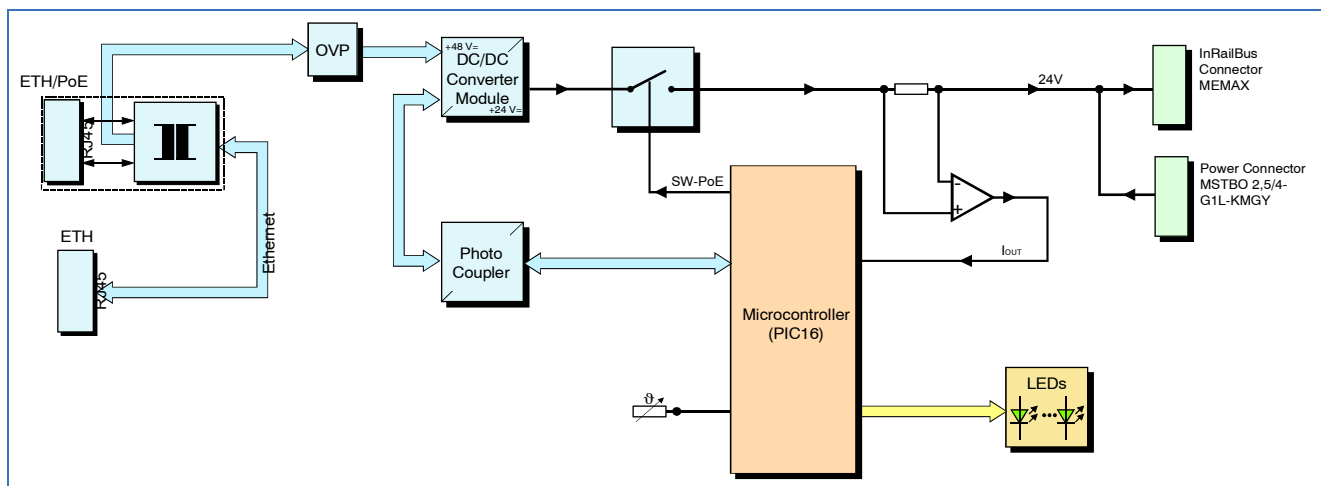 OVP
+48 V=
DC/DC
Converter
Module
+24 V=
ETH/PoE
RJ45
24V
InRailBus
Connector
MEMAX
SW-PoE
-
+
Power Connector
MSTBO 2,5/4-
G1L-KMGY
ETH
RJ45
Ethernet
Photo
Coupler
IOUT
Microcontroller
(PIC16)
ϑ
LEDs